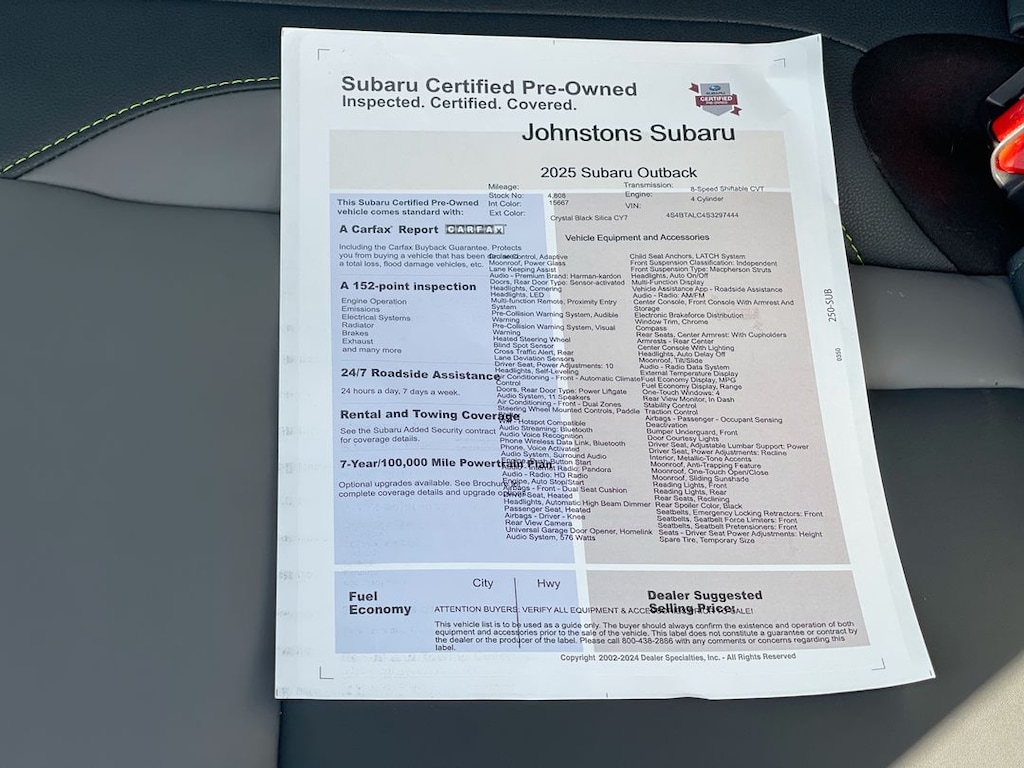 Subaru Certified Pre-Owned
Inspected. Certified. Covered.
SUBARU
CERTIFIED
PRE-OWNED
Johnstons Subaru
2025 Subaru Outback
Mileage:
Stock No: 4,808
Int Color: 15667
Ext Color: Crystal Black Silica CY7
Transmission: 8-Speed Shiftable CVT
Engine: 4 Cylinder
VIN: 4S4BTALC4S3297444
This Subaru Certified Pre-Owned
vehicle comes standard with:
A Carfax® Report CARFAX
Including the Carfax Buyback Guarantee. Protects
you from buying a vehicle that has been
a total loss, flood damage vehicles, etc.
A 152-point inspection
Engine Operation
Emissions
Electrical Systems
Radiator
Brakes
Exhaust
and many more
24/7 Roadside Assistance
24 hours a day, 7 days a week.
Rental and Towing Coverage
See the Subaru Added Security contract
for coverage details.
7-Year/100,000 Mile Powertrain Plan
Optional upgrades available. See Brochure for
complete coverage details and upgrade options.
Vehicle Equipment and Accessories
Cruise Control, Adaptive
Moonroof, Power Glass
Lane Keeping Assist
Audio - Premium Brand: Harman-kardon
Doors, Rear Door Type: Sensor-activated
Headlights, Cornering
Headlights, LED
Multi-function Remote, Proximity Entry
System
Pre-Collision Warning System, Audible
Warning
Pre-Collision Warning System, Visual
Warning
Heated Steering Wheel
Blind Spot Sensor
Cross Traffic Alert, Rear
Lane Deviation Sensors
Driver Seat, Power Adjustments: 10
Headlights, Self-Leveling
Air Conditioning - Front - Automatic Climate
Control
Doors, Rear Door Type: Power Liftgate
Audio System, 11 Speakers
Air Conditioning - Front - Dual Zones
Steering Wheel Mounted Controls, Paddle
Hotspot Compatible
Audio Streaming: Bluetooth
Audio Voice Recognition
Phone Wireless Data Link, Bluetooth
Phone, Voice Activated
Audio System, Surround Audio
Button Start
Internet Radio: Pandora
Audio - Radio: HD Radio
Engine, Auto Stop/Start
Airbags - Front - Dual Seat Cushion
Driver Seat, Heated
Headlights, Automatic High Beam Dimmer
Passenger Seat, Heated
Airbags - Driver - Knee
Rear View Camera
Universal Garage Door Opener, Homelink
Audio System, 576 Watts
Child Seat Anchors, LATCH System
Front Suspension Classification: Independent
Front Suspension Type: Macpherson Struts
Headlights, Auto On/Off
Multi-Function Display
Vehicle Assistance App - Roadside Assistance
Audio - Radio: AM/FM
Center Console, Front Console With Armrest And
Storage
Electronic Brakeforce Distribution
Window Trim, Chrome
Compass
Rear Seats, Center Armrest: With Cupholders
Armrests - Rear Center
Center Console With Lighting
Headlights, Auto Delay Off
Moonroof, Tilt/Slide
Audio - Radio Data System
External Temperature Display
Fuel Economy Display, MPG
Fuel Economy Display, Range
One-Touch Windows: 4
Rear View Monitor, In Dash
Stability Control
Traction Control
Airbags - Passenger - Occupant Sensing
Deactivation
Bumper Underguard, Front
Door Courtesy Lights
Driver Seat, Adjustable Lumbar Support: Power
Driver Seat, Power Adjustments: Recline
Interior, Metallic-Tone Accents
Moonroof, Anti-Trapping Feature
Moonroof, One-Touch Open/Close
Moonroof, Sliding Sunshade
Reading Lights, Front
Reading Lights, Rear
Rear Seats, Reclining
Rear Spoiler Color, Black
Seatbelts, Emergency Locking Retractors: Front
Seatbelts, Seatbelt Force Limiters: Front
Seatbelts, Seatbelt Pretensioners: Front
Seats - Driver Seat Power Adjustments: Height
Spare Tire, Temporary Size
250-SUB
0350
Fuel
Economy
City Hwy
Dealer Suggested
Selling Price:
ATTENTION BUYERS: VERIFY ALL EQUIPMENT & ACCESSORIES PRIOR TO SALE!
This vehicle list is to be used as a guide only. The buyer should always confirm the existence and operation of both
equipment and accessories prior to the sale of the vehicle. This label does not constitute a guarantee or contract by
the dealer or the producer of the label. Please call 800-438-2886 with any comments or concerns regarding this
label.
Copyright 2002-2024 Dealer Specialties, Inc. - All Rights Reserved